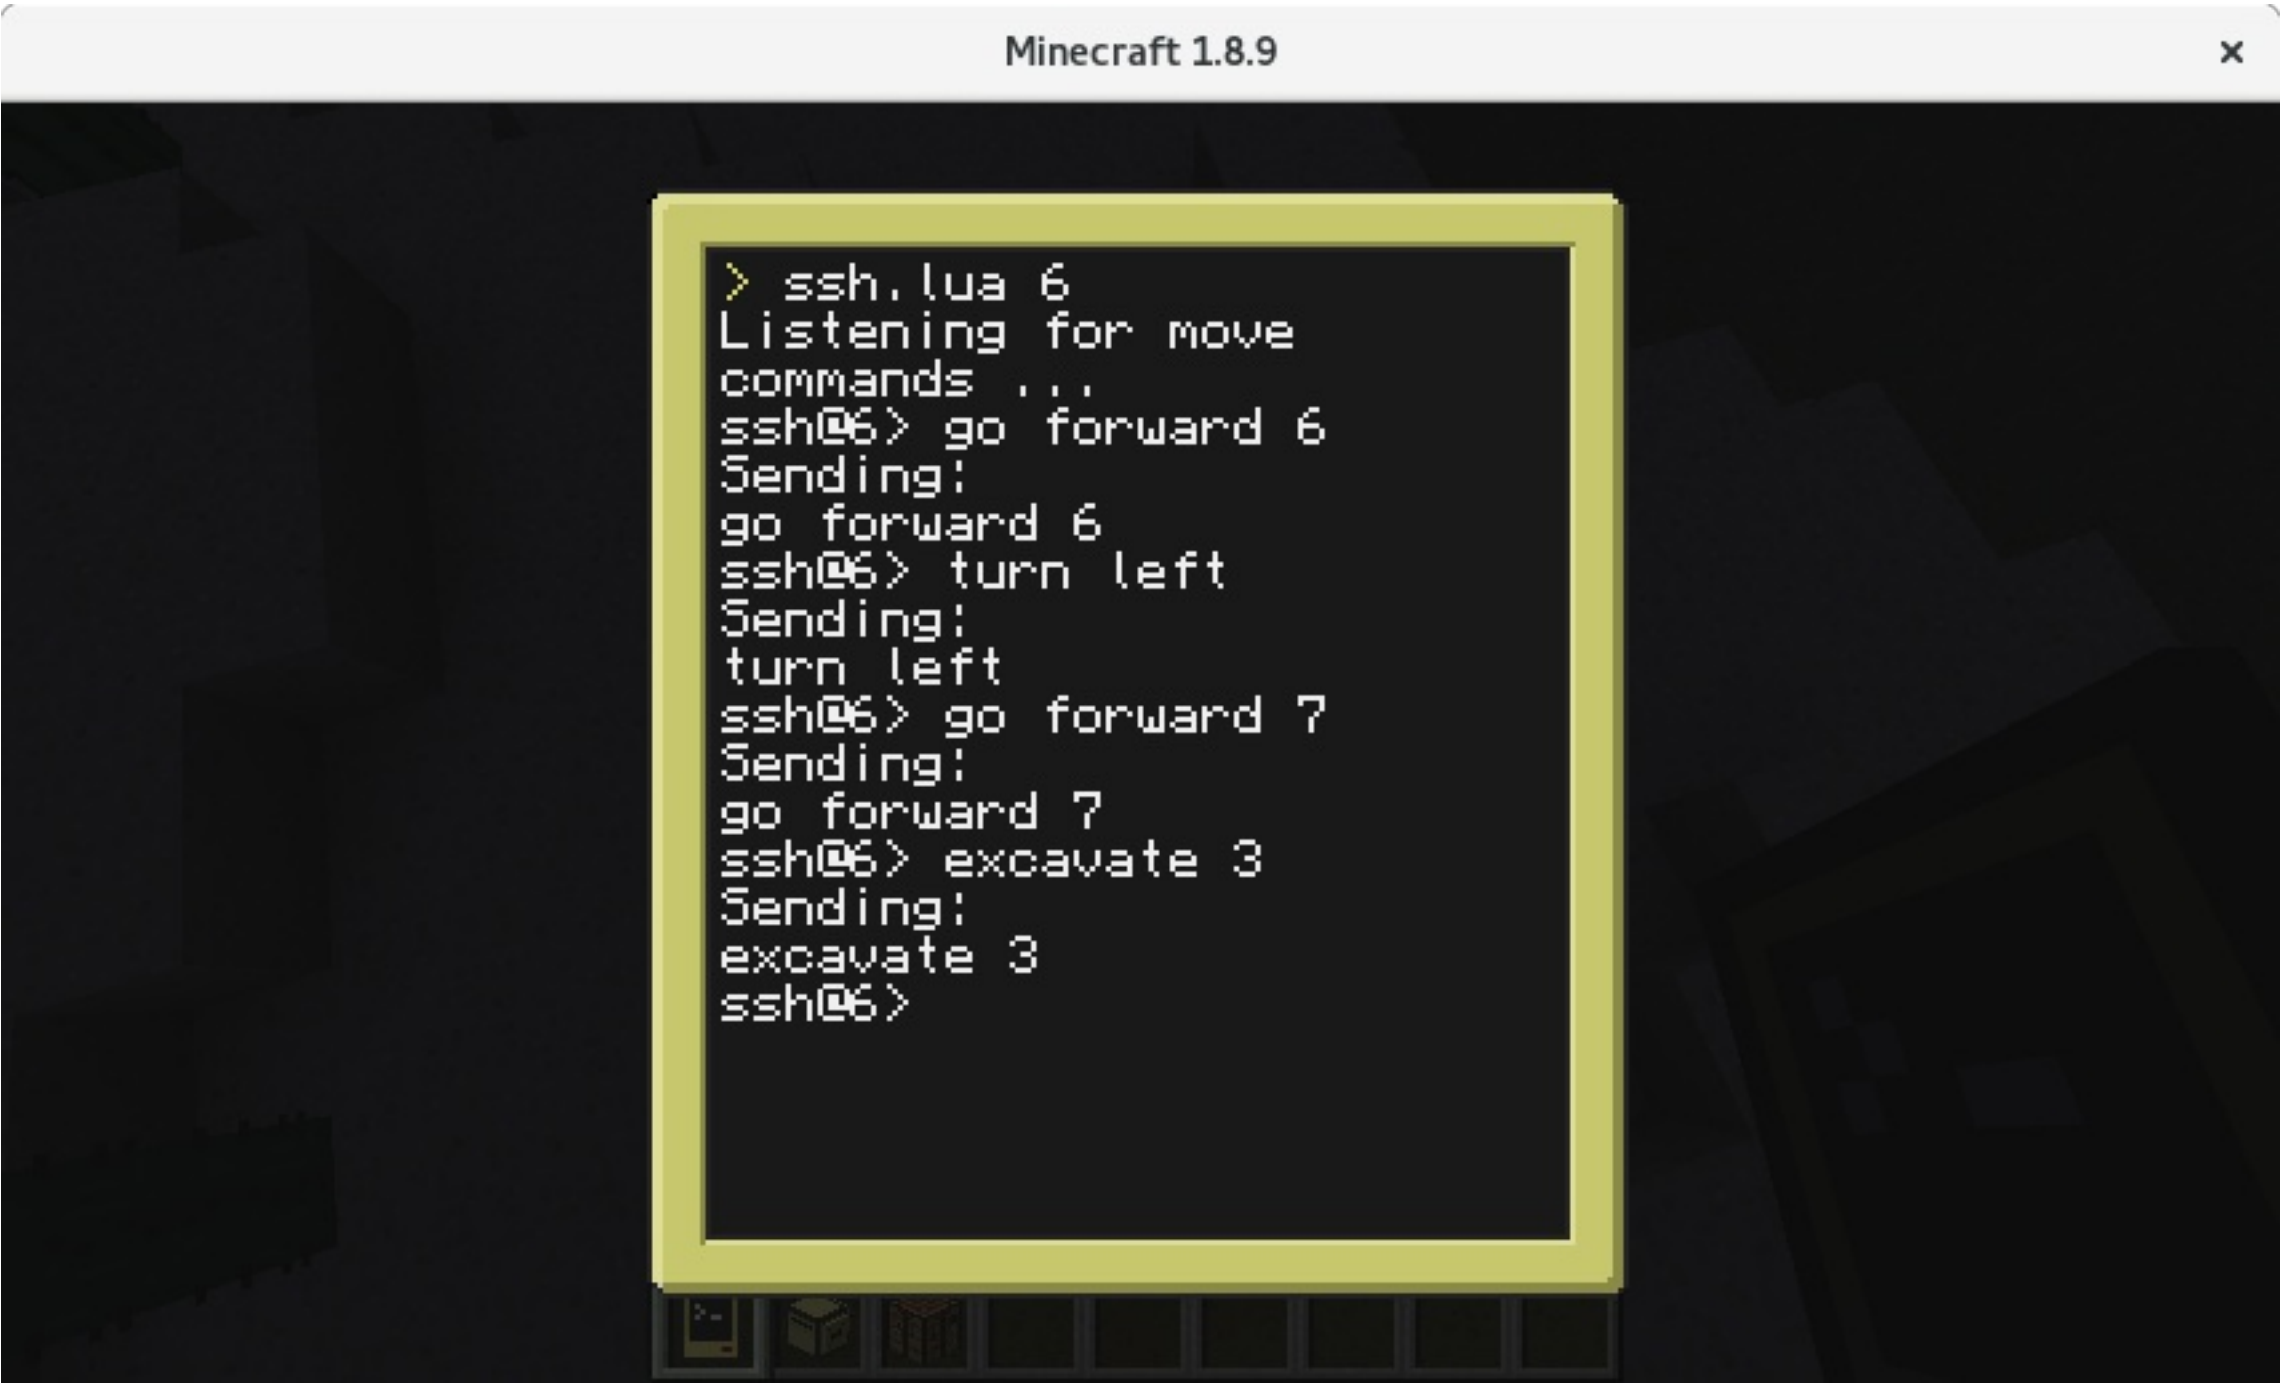 Minecraft 1.8.9
> ssh.lua 6
Listening for move
commands ...
ssh@6> go forward 6
Sending:
go forward 6
ssh@6> turn left
Sending:
turn left
ssh@6> go forward 7
Sending:
go forward 7
ssh@6> excavate 3
Sending:
excavate 3
ssh@6>